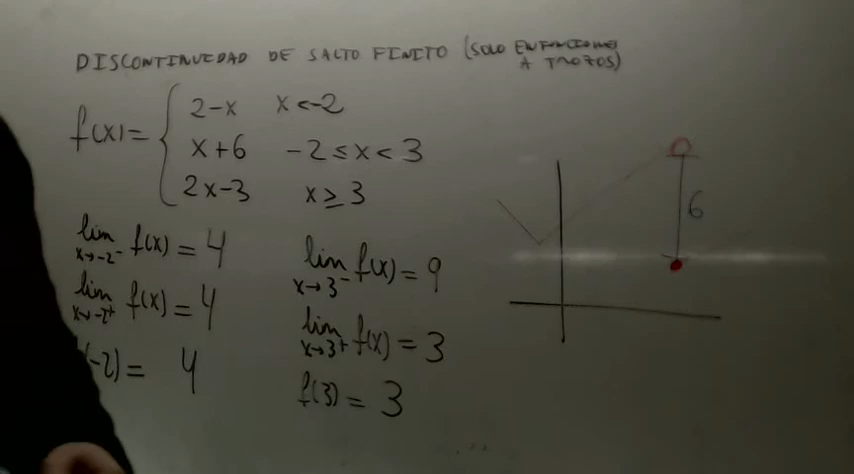 DISCONTINUIDAD DE SALTO FINITO (SOLO EN FUNCIONES
A TROZOS)
f(x)= { 2-x x<-2
x+6 -2≤x<3
2x-3 x≥3
lim x→-2⁻ f(x)=4
lim x→-2⁺ f(x)=4
(-2)= 4
lim x→3⁻ f(x)=9
lim x→3⁺ f(x)=3
f(3)=3
6